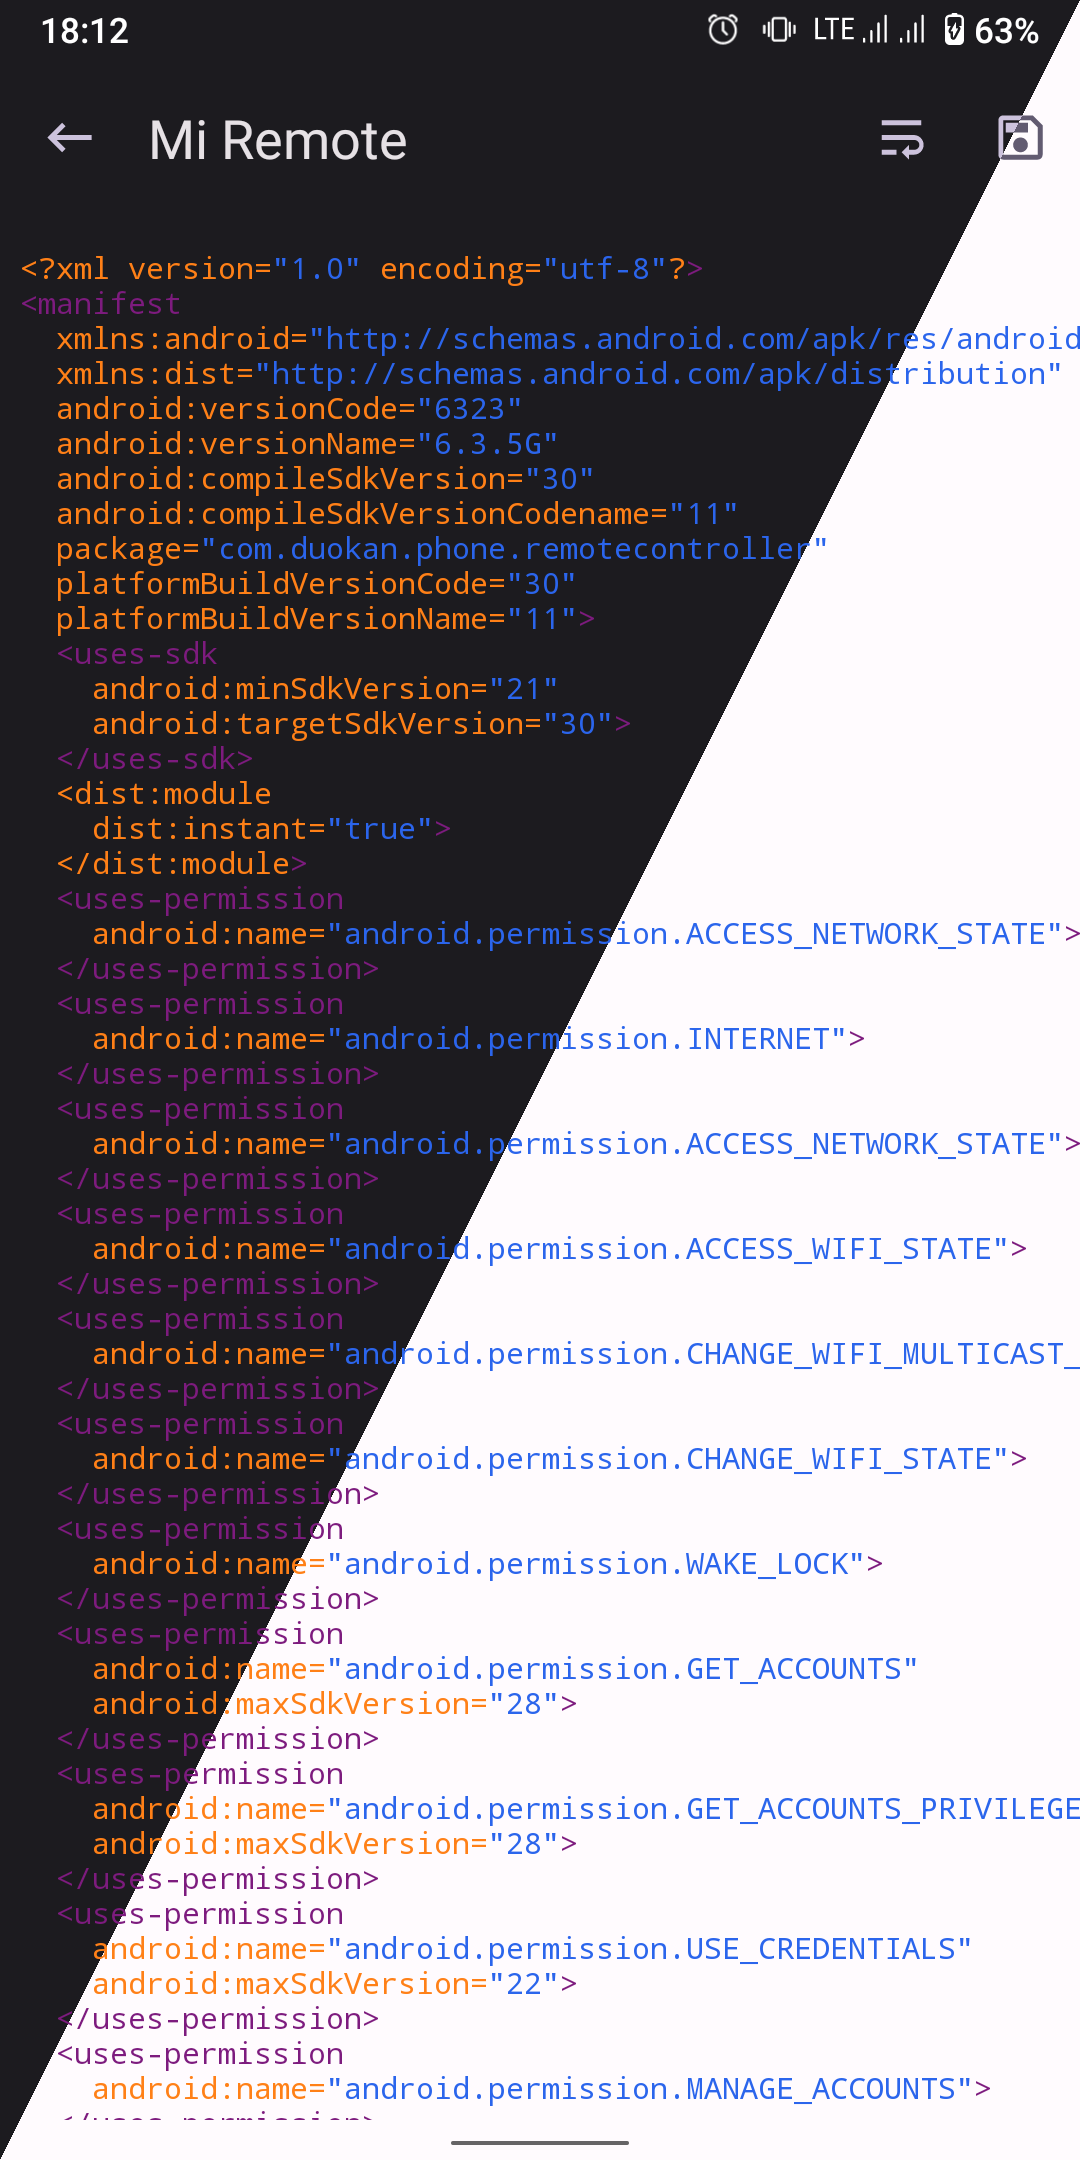 18:12 LTE 63%
Mi Remote
<?xml version="1.0" encoding="utf-8"?>
<manifest
xmlns:android="http://schemas.android.com/apk/res/android
xmlns:dist="http://schemas.android.com/apk/distribution"
android:versionCode="6323"
android:versionName="6.3.5G"
android:compileSdkVersion="30"
android:compileSdkVersionCodename="11"
package="com.duokan.phone.remotecontroller"
platformBuildVersionCode="30"
platformBuildVersionName="11">
<uses-sdk
android:minSdkVersion="21"
android:targetSdkVersion="30">
</uses-sdk>
<dist:module
dist:instant="true">
</dist:module>
<uses-permission
android:name="android.permission.ACCESS_NETWORK_STATE">
</uses-permission>
<uses-permission
android:name="android.permission.INTERNET">
</uses-permission>
<uses-permission
android:name="android.permission.ACCESS_NETWORK_STATE">
</uses-permission>
<uses-permission
android:name="android.permission.ACCESS_WIFI_STATE">
</uses-permission>
<uses-permission
android:name="android.permission.CHANGE_WIFI_MULTICAST_
</uses-permission>
<uses-permission
android:name="android.permission.CHANGE_WIFI_STATE">
</uses-permission>
<uses-permission
android:name="android.permission.WAKE_LOCK">
</uses-permission>
<uses-permission
android:name="android.permission.GET_ACCOUNTS"
android:maxSdkVersion="28">
</uses-permission>
<uses-permission
android:name="android.permission.GET_ACCOUNTS_PRIVILEGE
android:maxSdkVersion="28">
</uses-permission>
<uses-permission
android:name="android.permission.USE_CREDENTIALS"
android:maxSdkVersion="22">
</uses-permission>
<uses-permission
android:name="android.permission.MANAGE_ACCOUNTS">
</uses-permission>